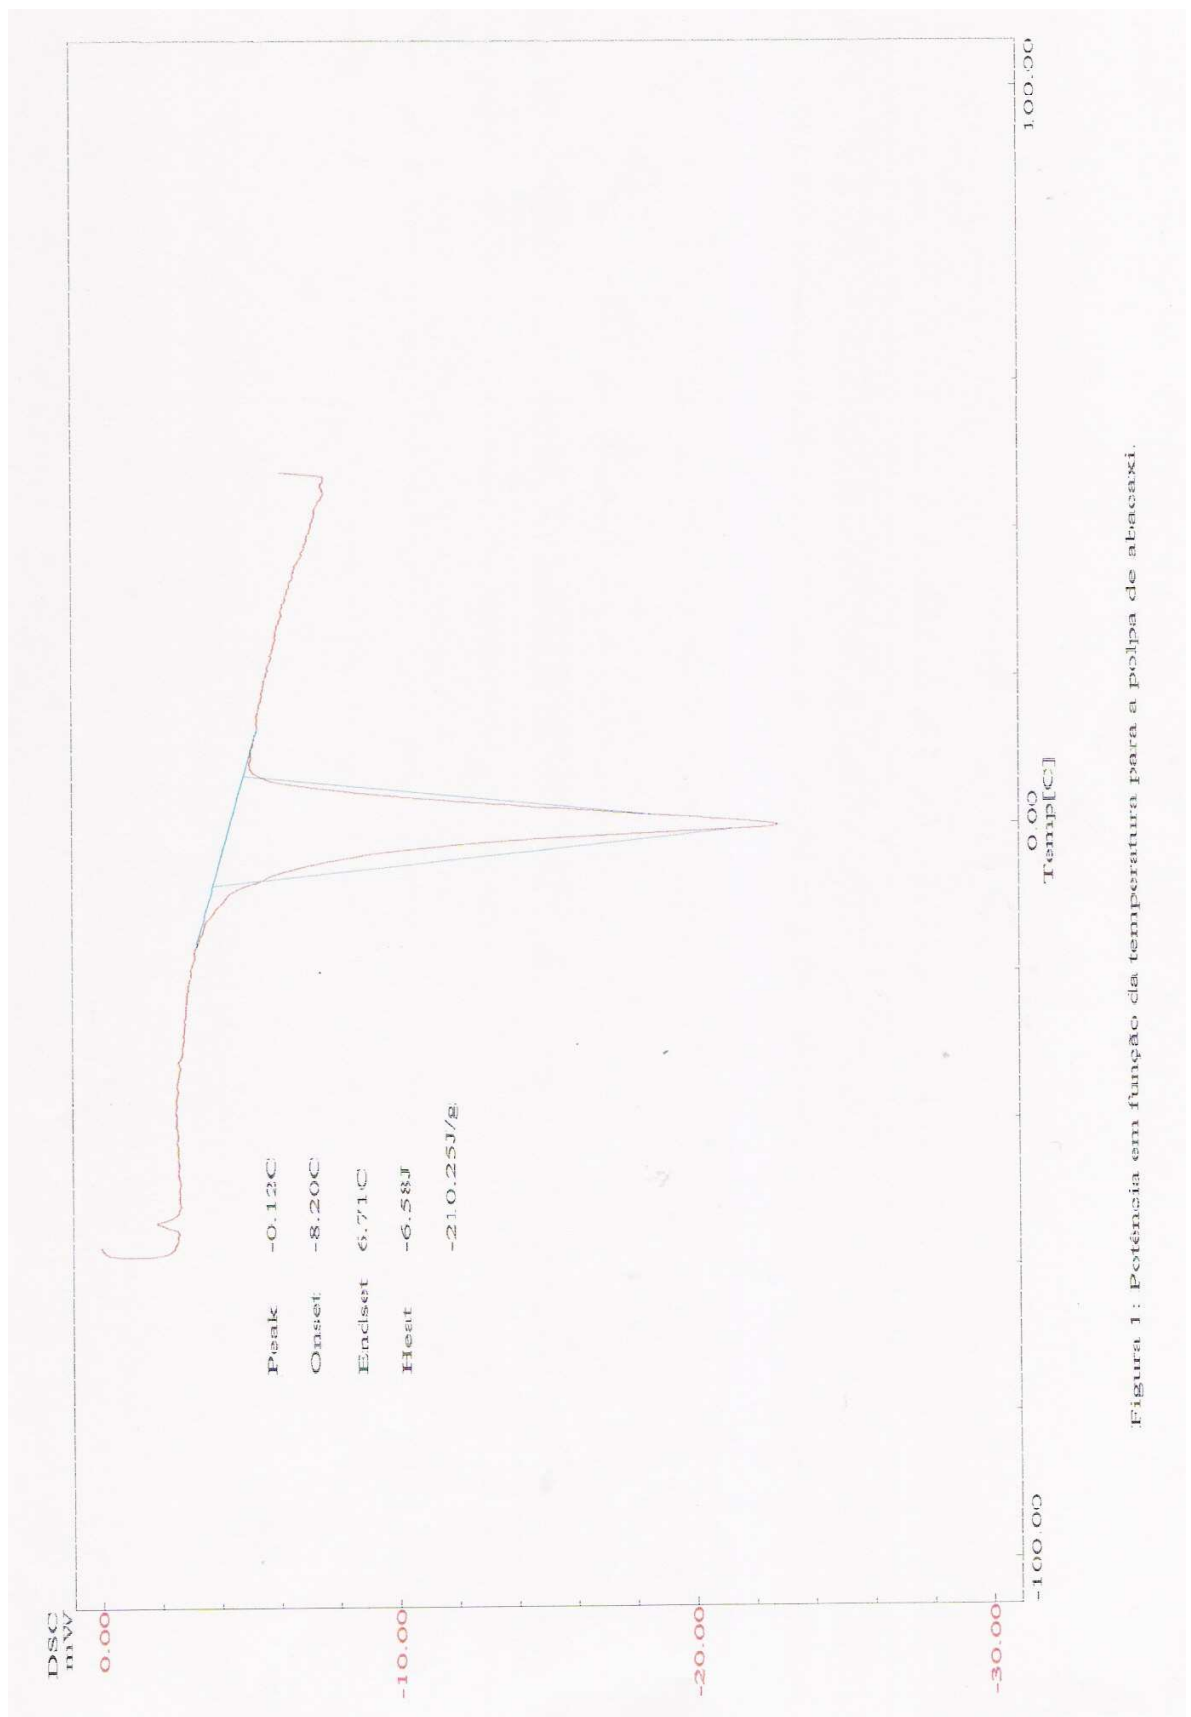 DSC
mW
0.00
-10.00
-20.00
-30.00
Peak -0.12C
Onset -8.20C
Endset 6.71C
Heat -6.58J
-210.25J/g
-100.00
0.00
100.00
Temp[C]
Figura 1: Potência em função da temperatura para a polpa de abacaxi.